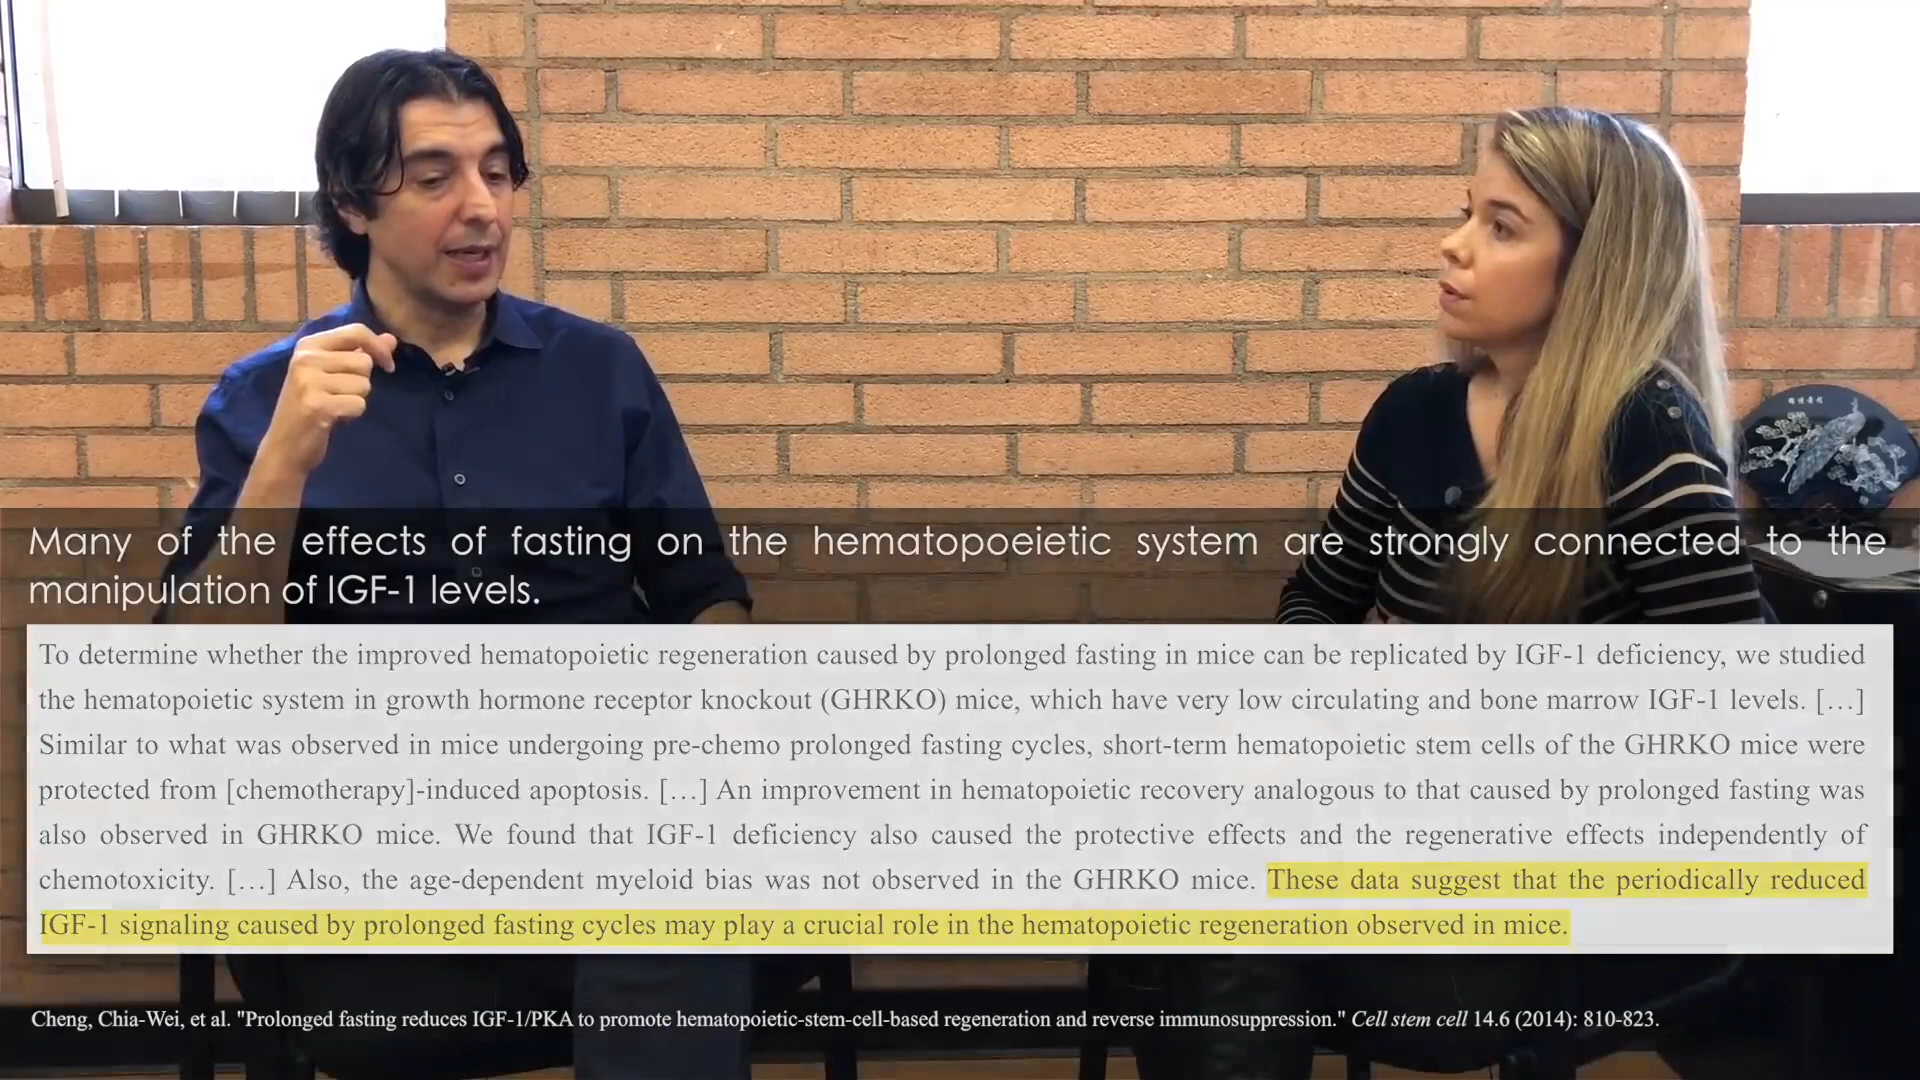 Many of the effects of fasting on the hematopoeietic system are strongly connected to the
manipulation of IGF-1 levels.
To determine whether the improved hematopoietic regeneration caused by prolonged fasting in mice can be replicated by IGF-1 deficiency, we studied
the hematopoietic system in growth hormone receptor knockout (GHRKO) mice, which have very low circulating and bone marrow IGF-1 levels. […]
Similar to what was observed in mice undergoing pre-chemo prolonged fasting cycles, short-term hematopoietic stem cells of the GHRKO mice were
protected from [chemotherapy]-induced apoptosis. […] An improvement in hematopoietic recovery analogous to that caused by prolonged fasting was
also observed in GHRKO mice. We found that IGF-1 deficiency also caused the protective effects and the regenerative effects independently of
chemotoxicity. […] Also, the age-dependent myeloid bias was not observed in the GHRKO mice. These data suggest that the periodically reduced
IGF-1 signaling caused by prolonged fasting cycles may play a crucial role in the hematopoietic regeneration observed in mice.
Cheng, Chia-Wei, et al. "Prolonged fasting reduces IGF-1/PKA to promote hematopoietic-stem-cell-based regeneration and reverse immunosuppression." Cell stem cell 14.6 (2014): 810-823.